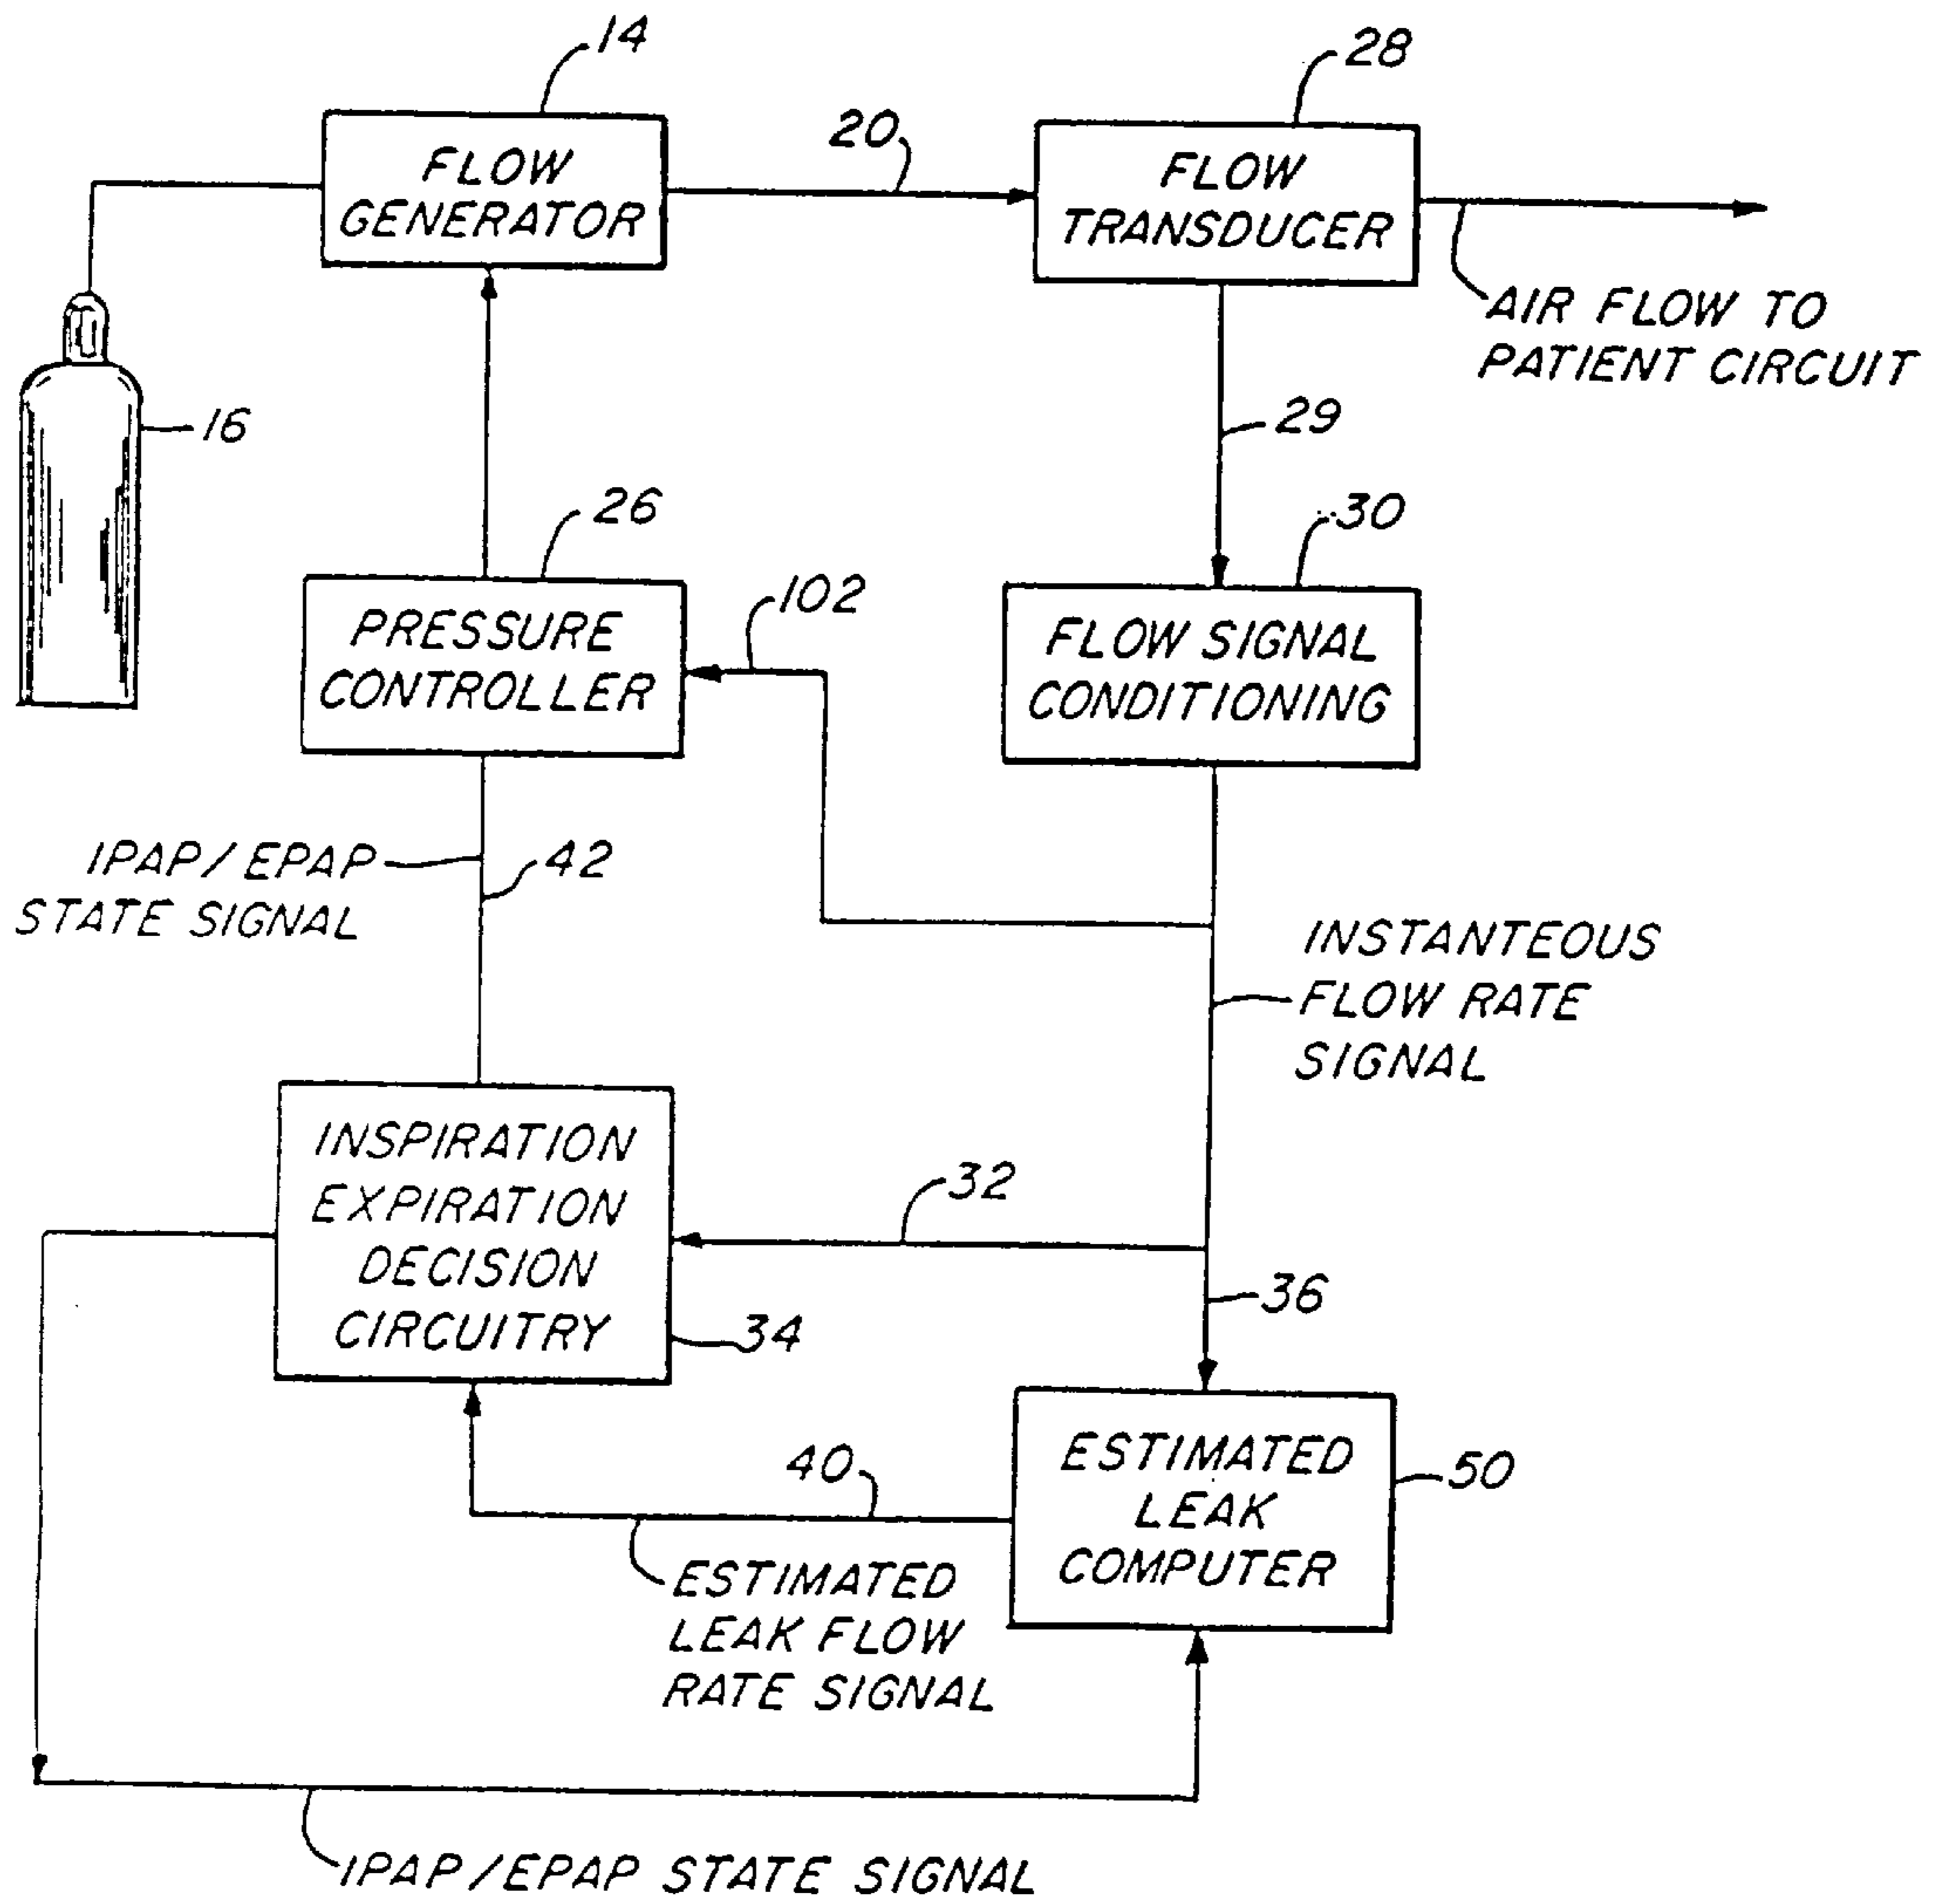 14
28
20
FLOW
GENERATOR
FLOW
TRANSDUCER
AIR FLOW TO
PATIENT CIRCUIT
16
29
26
30
102
PRESSURE
CONTROLLER
FLOW SIGNAL
CONDITIONING
IPAP/EPAP
STATE SIGNAL
42
INSTANTEOUS
FLOW RATE
SIGNAL
INSPIRATION
EXPIRATION
DECISION
CIRCUITRY
32
36
34
40
ESTIMATED
LEAK
COMPUTER
50
ESTIMATED
LEAK FLOW
RATE SIGNAL
IPAP/EPAP STATE SIGNAL